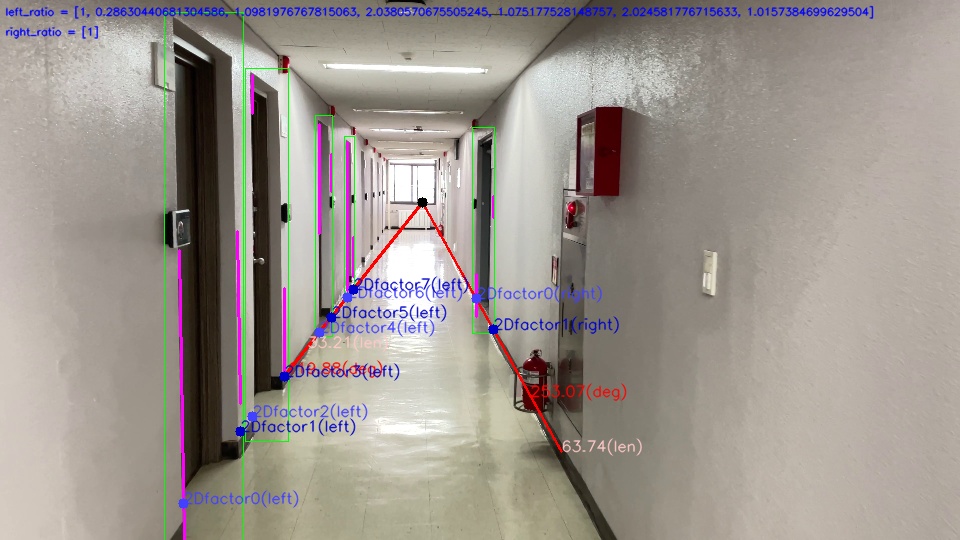 left_ratio = [1, 0.28630440681304586, 1.0981976767815063, 2.0380570675505245, 1.075177528148757, 2.024581776715633, 1.0157384699629504]
right_ratio = [1]
2Dfactor7(left)
2Dfactor6(left)
2Dfactor0(right)
2Dfactor5(left)
2Dfactor4(left)
2Dfactor1(right)
33.21(len)
2Dfactor3(left)
253.07(deg)
2Dfactor2(left)
2Dfactor1(left)
63.74(len)
2Dfactor0(left)